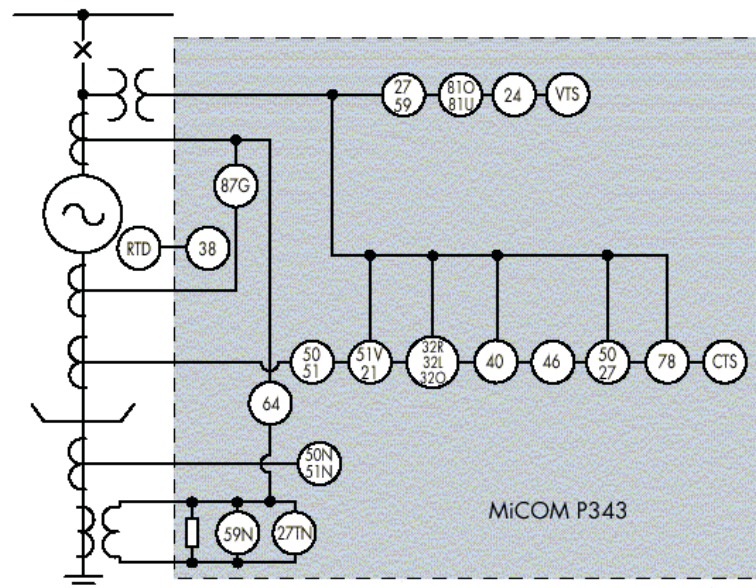 27
59
81O
81U
24
VTS
87G
RTD
38
50
51
51V
21
32R
32L
32O
40
46
50
27
78
CTS
64
50N
51N
59N
27TN
MiCOM P343